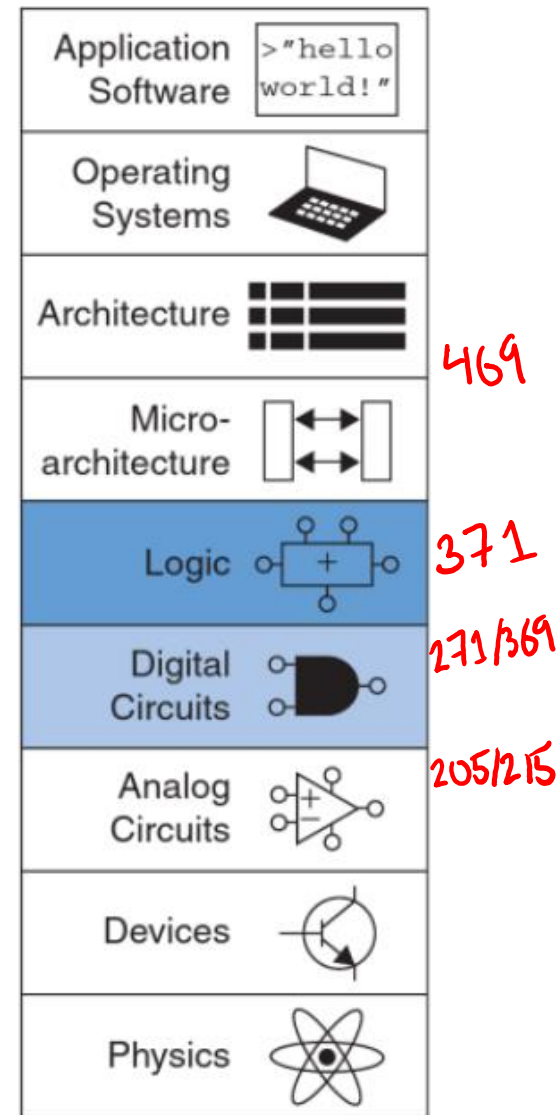 Application
Software
>"hello
world!"
Operating
Systems
Architecture
469
Micro-
architecture
Logic
+
371
271/369
Digital
Circuits
205/215
Analog
Circuits
+
−
Devices
Physics